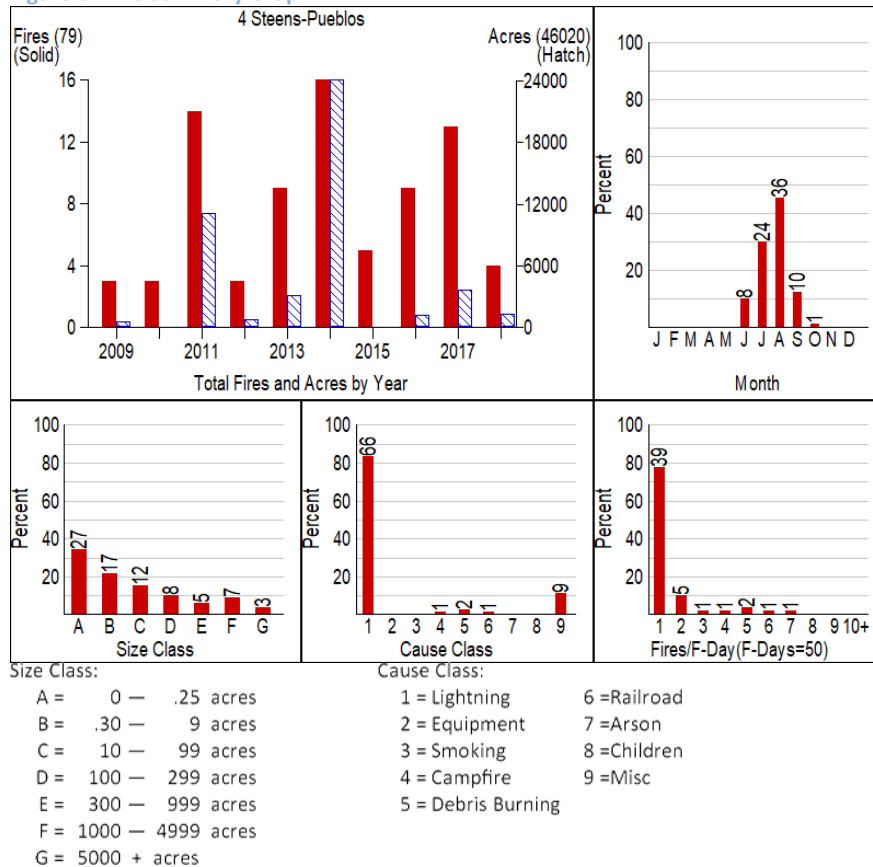 4 Steens-Pueblos
Fires (79)
(Solid)
Acres (46020)
(Hatch)
16
12
8
4
0
24000
18000
12000
6000
0
2009 2011 2013 2015 2017
Total Fires and Acres by Year
Percent
100
80
60
40
20
8 24 36 10 1
J F M A M J J A S O N D
Month
Percent
100
80
60
40
20
27 17 12 8 5 7 3
A B C D E F G
Size Class
Percent
100
80
60
40
20
66 1 2 1 9
1 2 3 4 5 6 7 8 9
Cause Class
Percent
100
80
60
40
20
39 5 1 1 2 1 1
1 2 3 4 5 6 7 8 9 10+
Fires/F-Day(F-Days=50)
Size Class:
A = 0 — .25 acres
B = .30 — 9 acres
C = 10 — 99 acres
D = 100 — 299 acres
E = 300 — 999 acres
F = 1000 — 4999 acres
G = 5000 + acres
Cause Class:
1 = Lightning 6 =Railroad
2 = Equipment 7 =Arson
3 = Smoking 8 =Children
4 = Campfire 9 =Misc
5 = Debris Burning